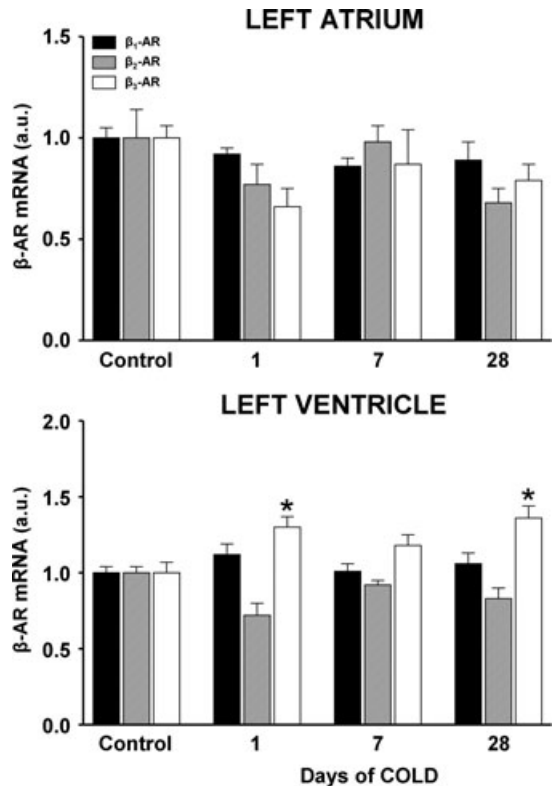 LEFT ATRIUM
β₁-AR
β₂-AR
β₃-AR
β-AR mRNA (a.u.)
1.5
1.0
0.5
0.0
Control 1 7 28
LEFT VENTRICLE
β-AR mRNA (a.u.)
2.0
1.5
1.0
0.5
0.0
* *
Control 1 7 28
Days of COLD